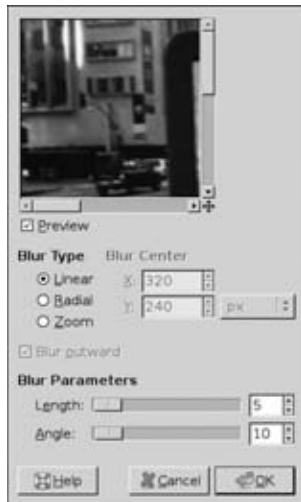 Preview
Blur Type Blur Center
Linear X: 320
Radial Y: 240 px
Zoom
Blur outward
Blur Parameters
Length: 5
Angle: 10
Help Cancel OK